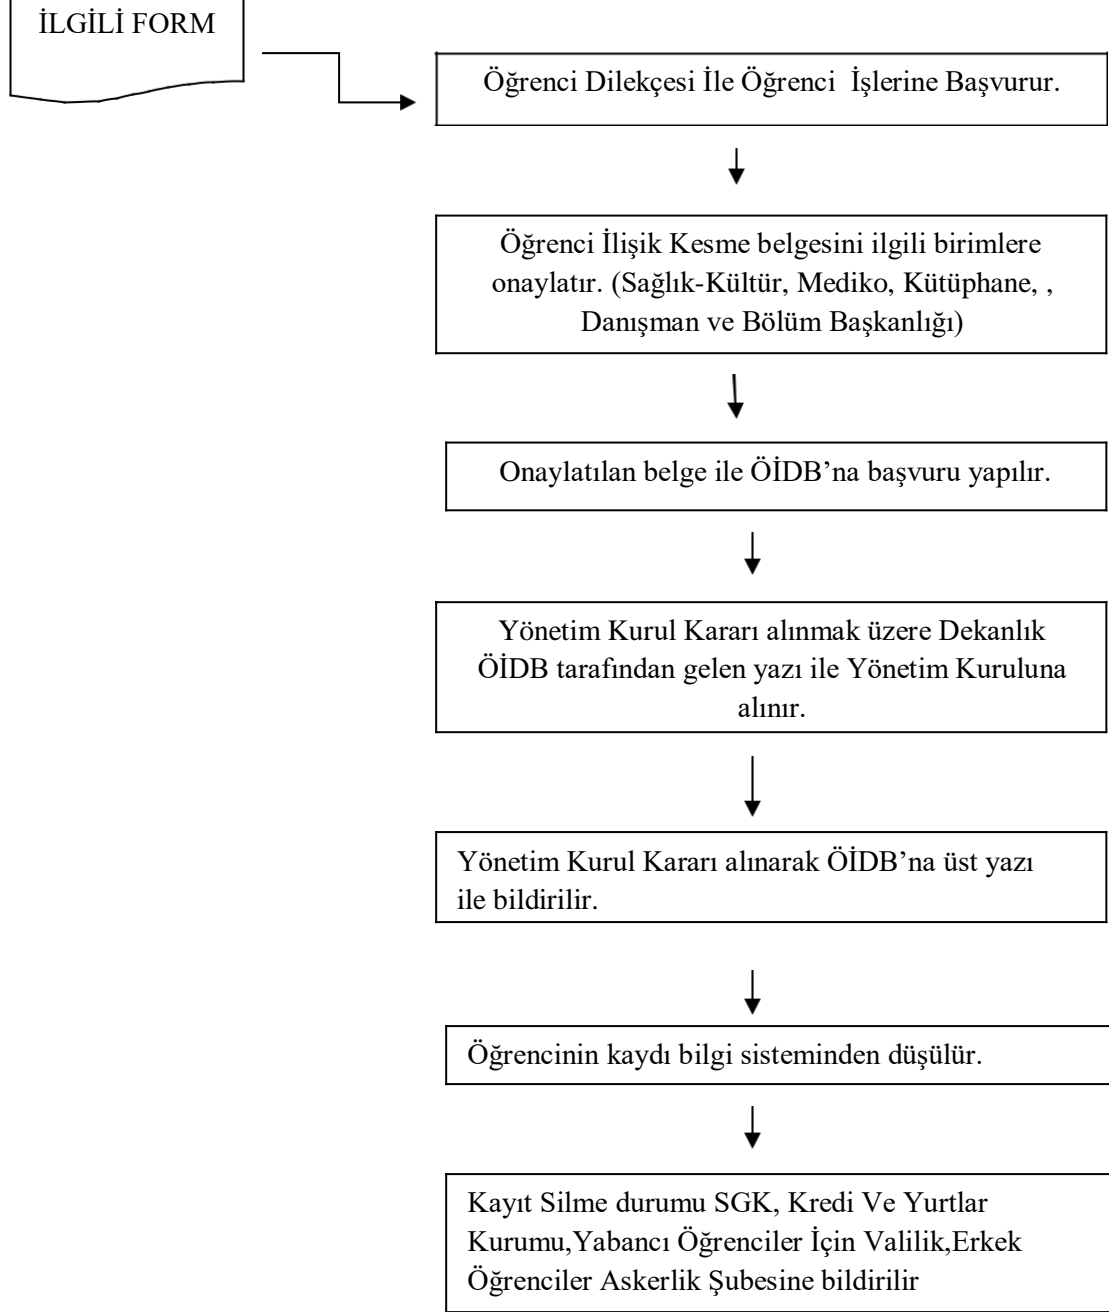 İLGİLİ FORM
Öğrenci Dilekçesi İle Öğrenci İşlerine Başvurur.
Öğrenci İlişik Kesme belgesini ilgili birimlere
onaylatır. (Sağlık-Kültür, Mediko, Kütüphane, ,
Danışman ve Bölüm Başkanlığı)
Onaylatılan belge ile ÖİDB’na başvuru yapılır.
Yönetim Kurul Kararı alınmak üzere Dekanlık
ÖİDB tarafından gelen yazı ile Yönetim Kuruluna
alınır.
Yönetim Kurul Kararı alınarak ÖİDB’na üst yazı
ile bildirilir.
Öğrencinin kaydı bilgi sisteminden düşülür.
Kayıt Silme durumu SGK, Kredi Ve Yurtlar
Kurumu,Yabancı Öğrenciler İçin Valilik,Erkek
Öğrenciler Askerlik Şubesine bildirilir